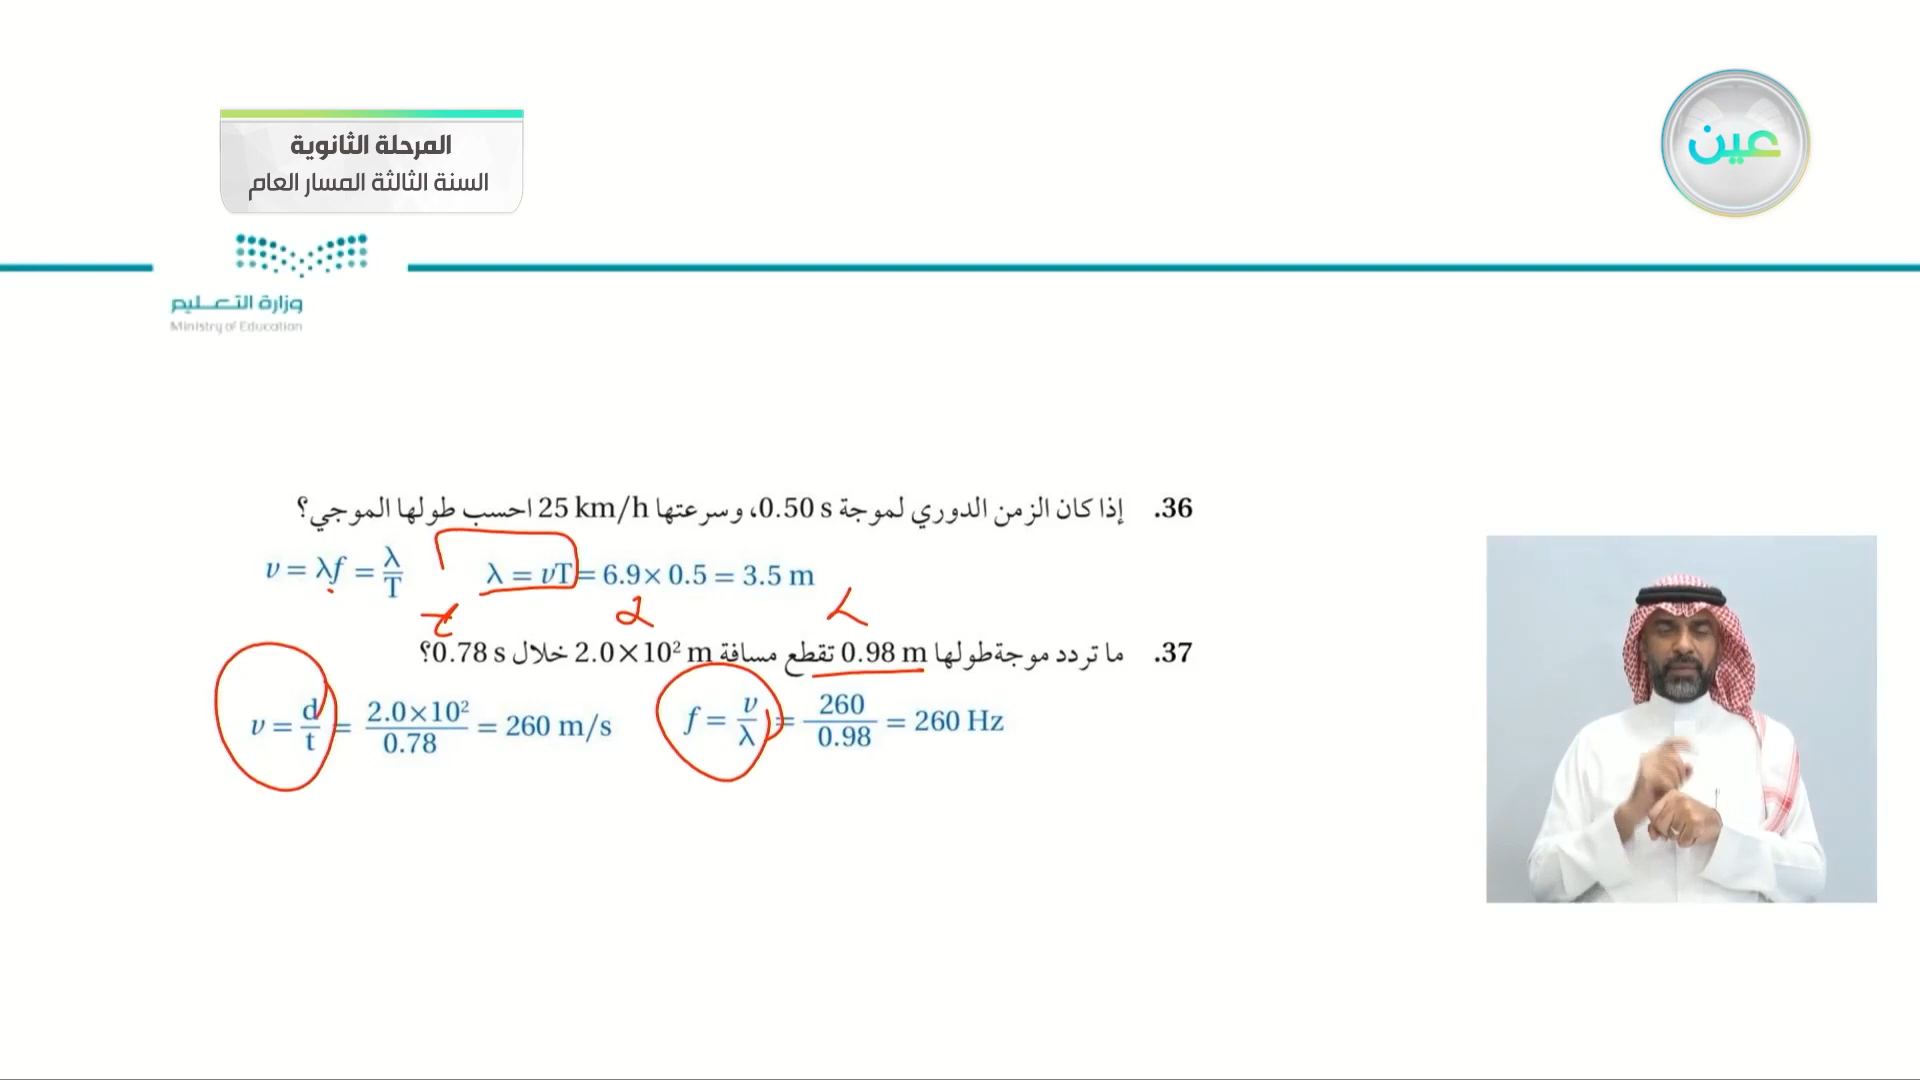 المرحلة الثانوية
السنة الثالثة المسار العام
عين
وزارة التعـــليم
Ministry of Education
36. إذا كان الزمن الدوري لموجة 0.50 s، وسرعتها 25 km/h احسب طولها الموجي؟
v = λf = λ/T λ = vT = 6.9 × 0.5 = 3.5 m
t d λ
37. ما تردد موجة طولها 0.98 m تقطع مسافة 2.0×10² m خلال 0.78 s؟
v = d/t = 2.0×10²/0.78 = 260 m/s f = v/λ = 260/0.98 = 260 Hz